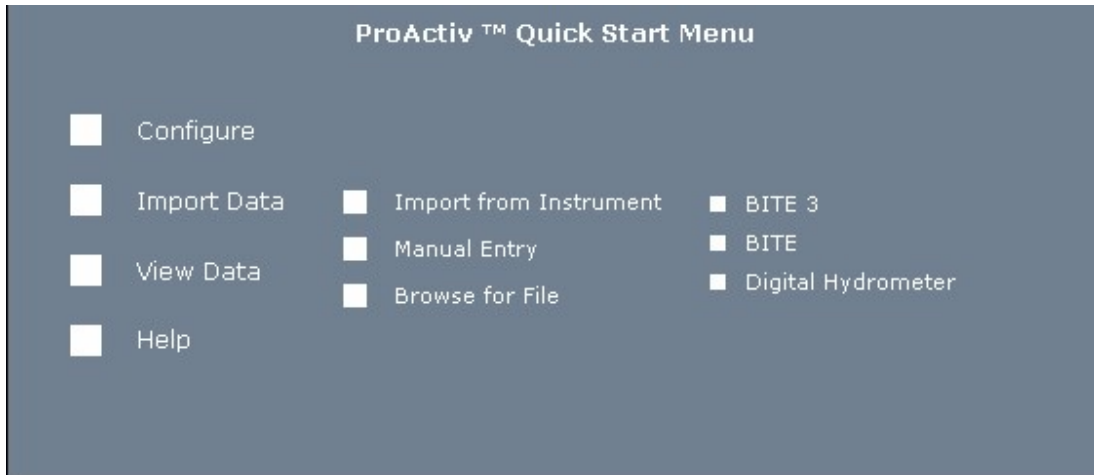 ProActiv ™ Quick Start Menu
Configure
Import Data
View Data
Help
Import from Instrument
Manual Entry
Browse for File
BITE 3
BITE
Digital Hydrometer